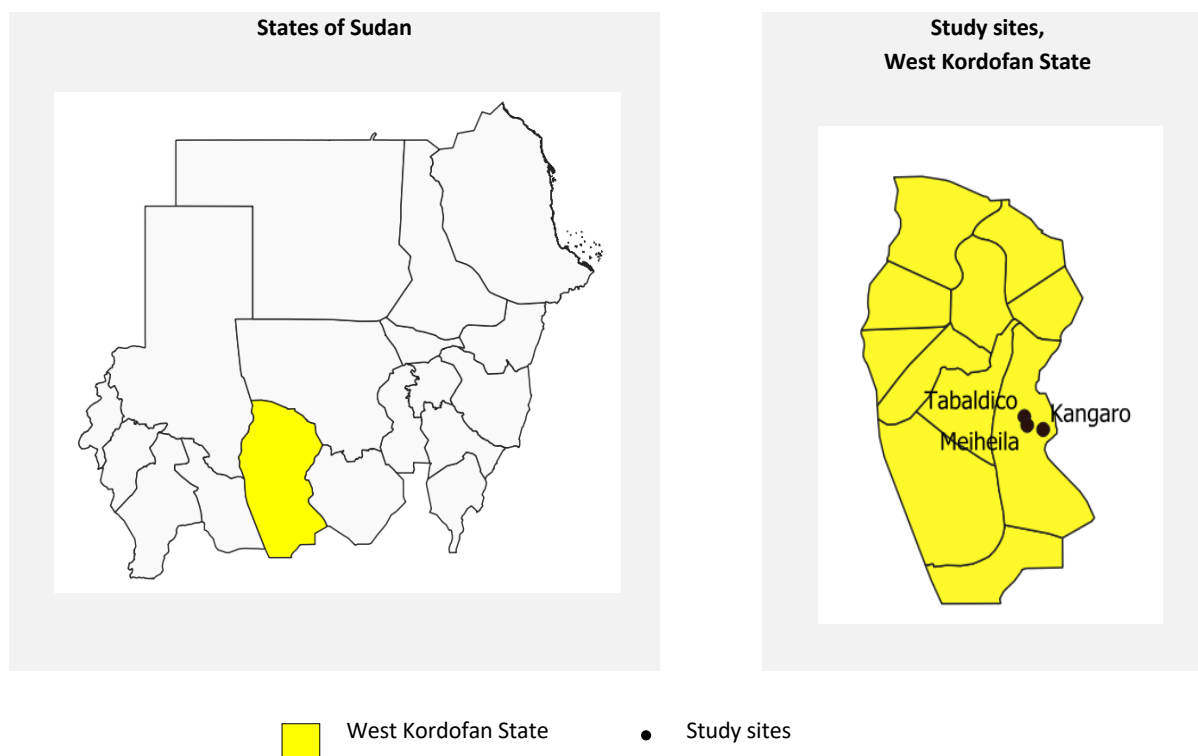 States of Sudan
Study sites,
West Kordofan State
Tabaldico
Kangaro
Meiheila
West Kordofan State
Study sites